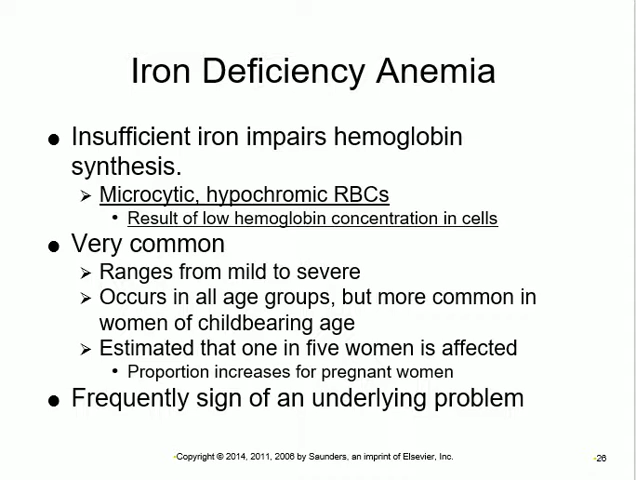 Iron Deficiency Anemia
● Insufficient iron impairs hemoglobin
synthesis.
➢ Microcytic, hypochromic RBCs
• Result of low hemoglobin concentration in cells
● Very common
➢ Ranges from mild to severe
➢ Occurs in all age groups, but more common in
women of childbearing age
➢ Estimated that one in five women is affected
• Proportion increases for pregnant women
● Frequently sign of an underlying problem
•Copyright © 2014, 2011, 2006 by Saunders, an imprint of Elsevier, Inc.
•26